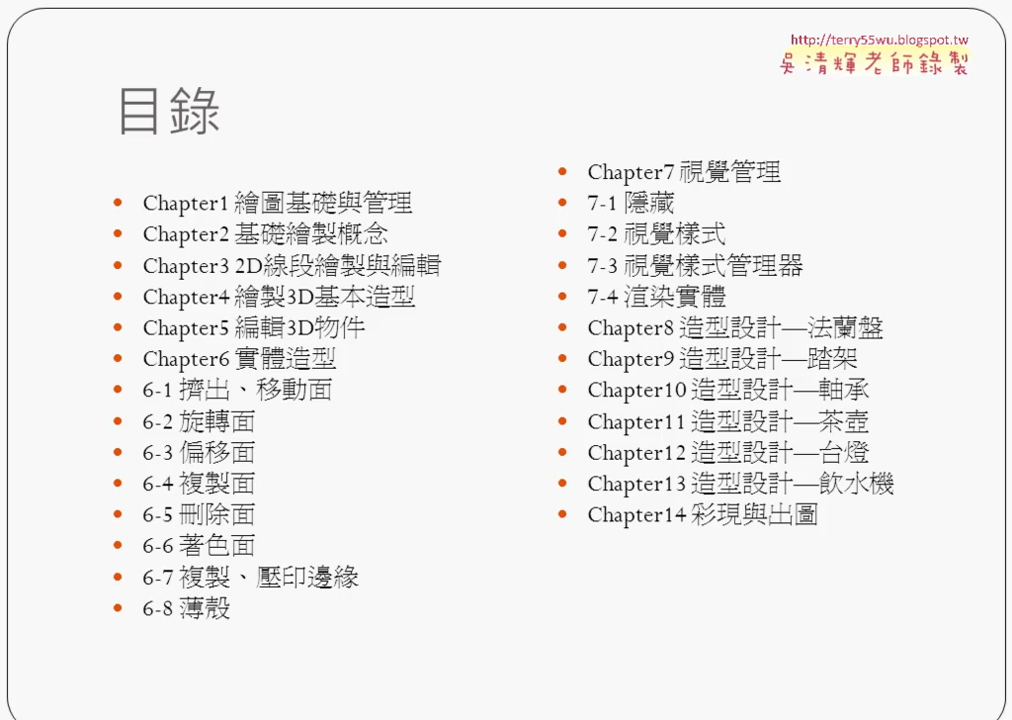 http://terry55wu.blogspot.tw
吳清輝老師錄製
目錄
Chapter1 繪圖基礎與管理
Chapter2 基礎繪製概念
Chapter3 2D線段繪製與編輯
Chapter4 繪製3D基本造型
Chapter5 編輯3D物件
Chapter6 實體造型
6-1 擠出、移動面
6-2 旋轉面
6-3 偏移面
6-4 複製面
6-5 刪除面
6-6 著色面
6-7 複製、壓印邊緣
6-8 薄殼
Chapter7 視覺管理
7-1 隱藏
7-2 視覺樣式
7-3 視覺樣式管理器
7-4 渲染實體
Chapter8 造型設計—法蘭盤
Chapter9 造型設計—踏架
Chapter10 造型設計—軸承
Chapter11 造型設計—茶壺
Chapter12 造型設計—台燈
Chapter13 造型設計—飲水機
Chapter14 彩現與出圖